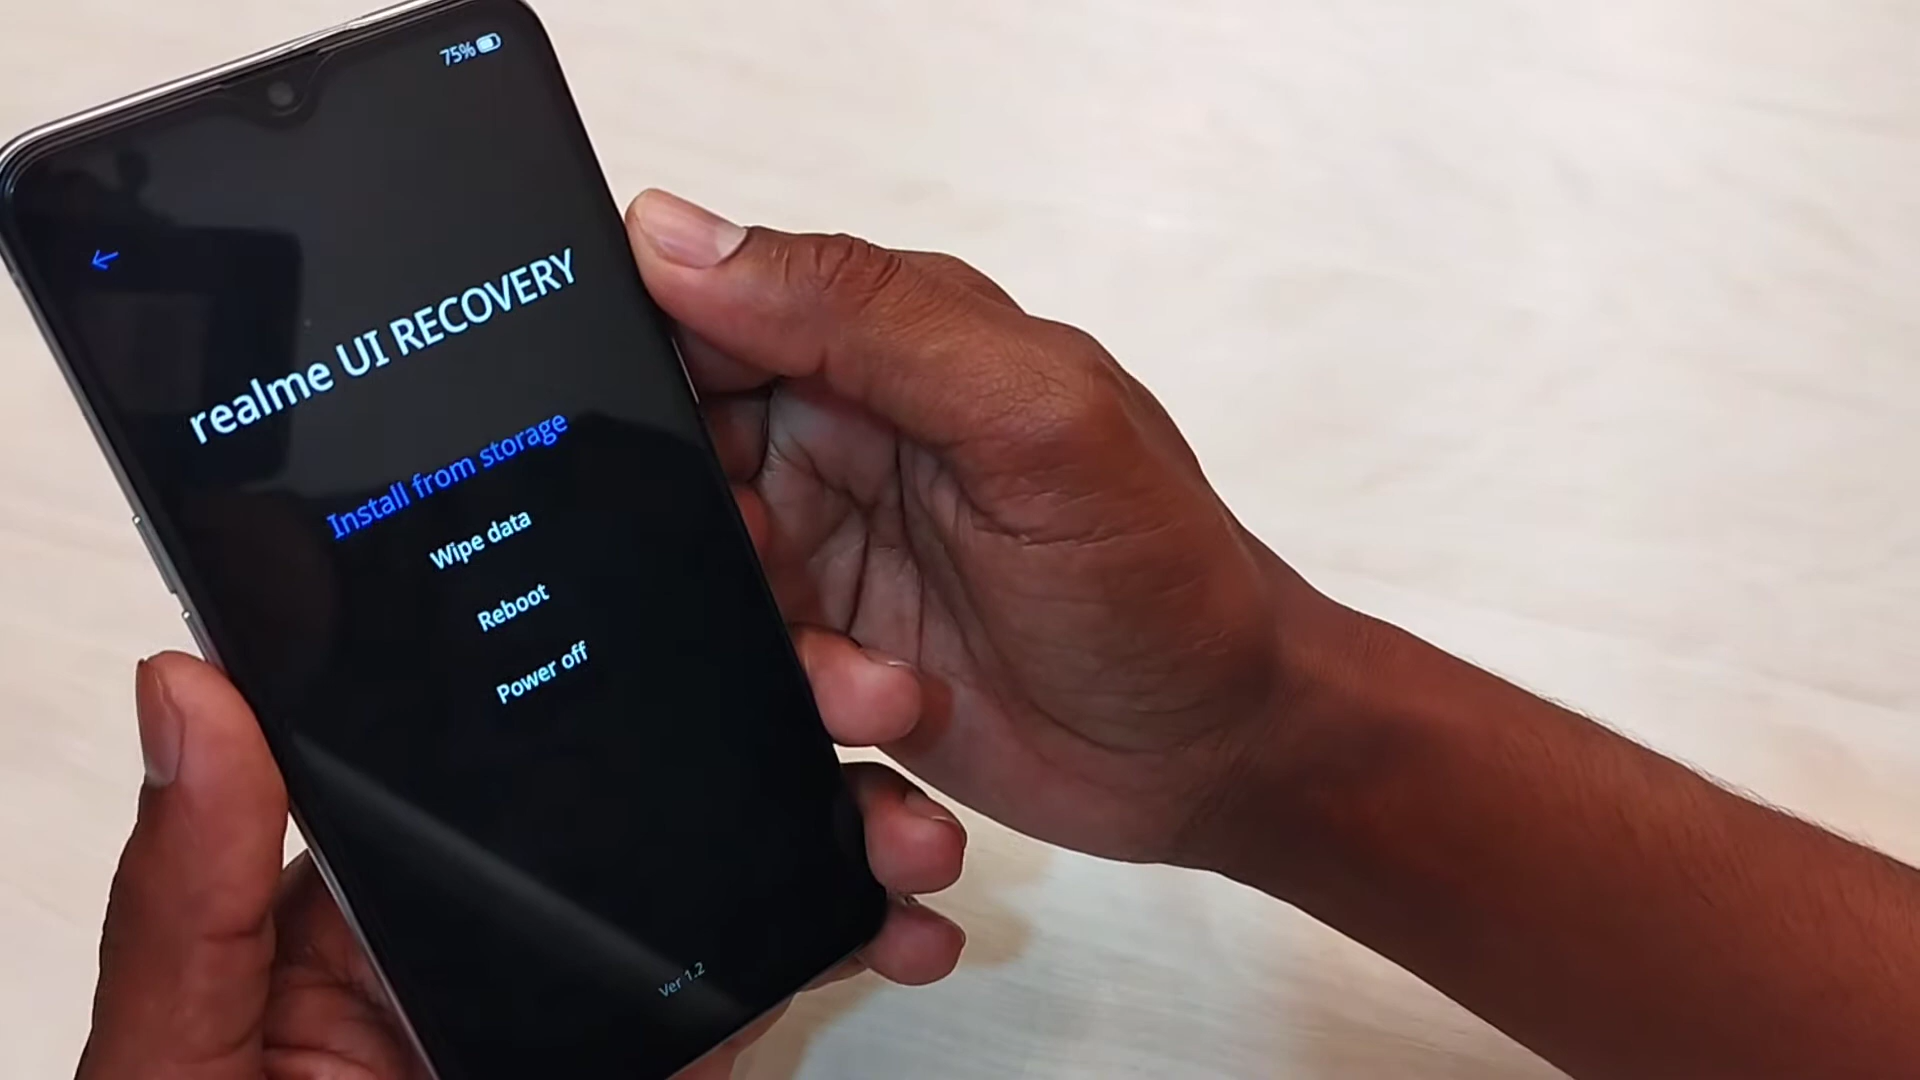 75%
realme UI RECOVERY
Install from storage
Wipe data
Reboot
Power off
Ver 1.2